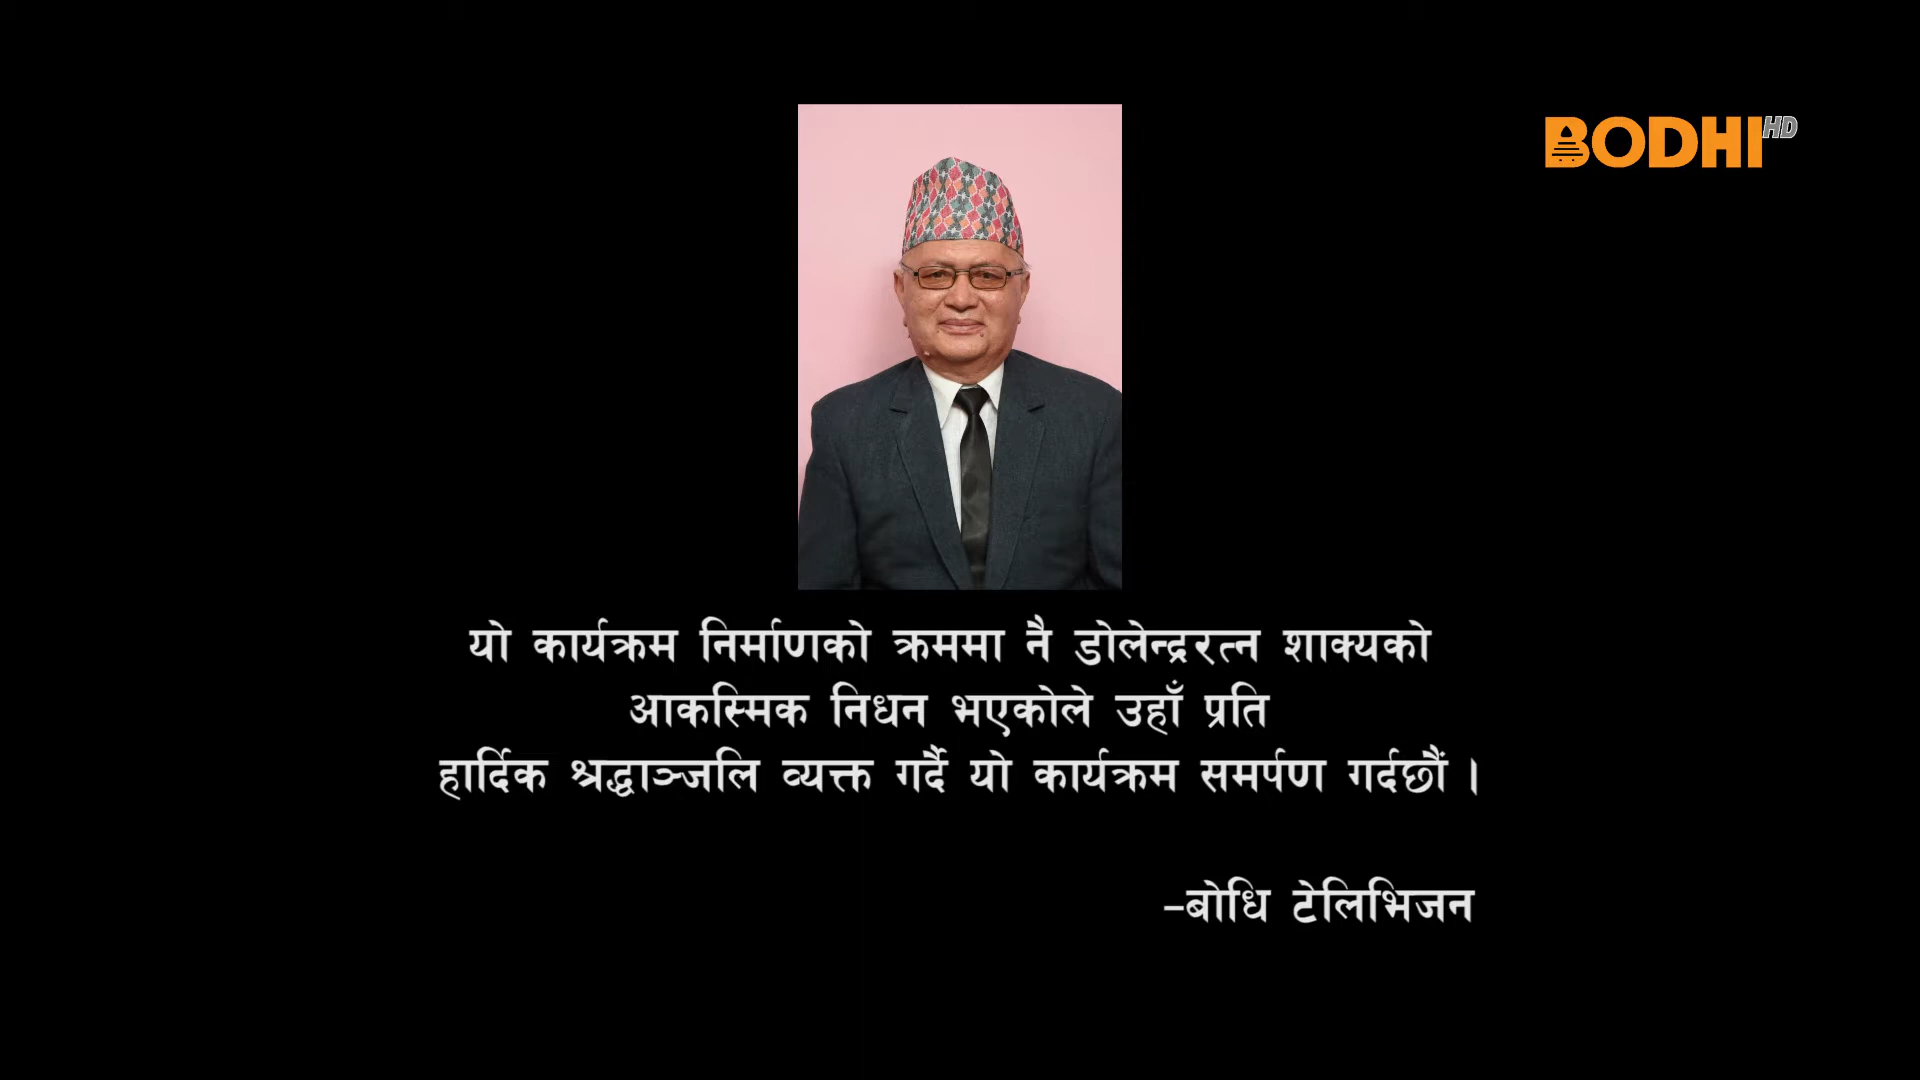 BODHI HD
यो कार्यक्रम निर्माणको क्रममा नै डोलेन्द्ररत्न शाक्यको
आकस्मिक निधन भएकोले उहाँ प्रति
हार्दिक श्रद्धाञ्जलि व्यक्त गर्दै यो कार्यक्रम समर्पण गर्दछौं ।
-बोधि टेलिभिजन